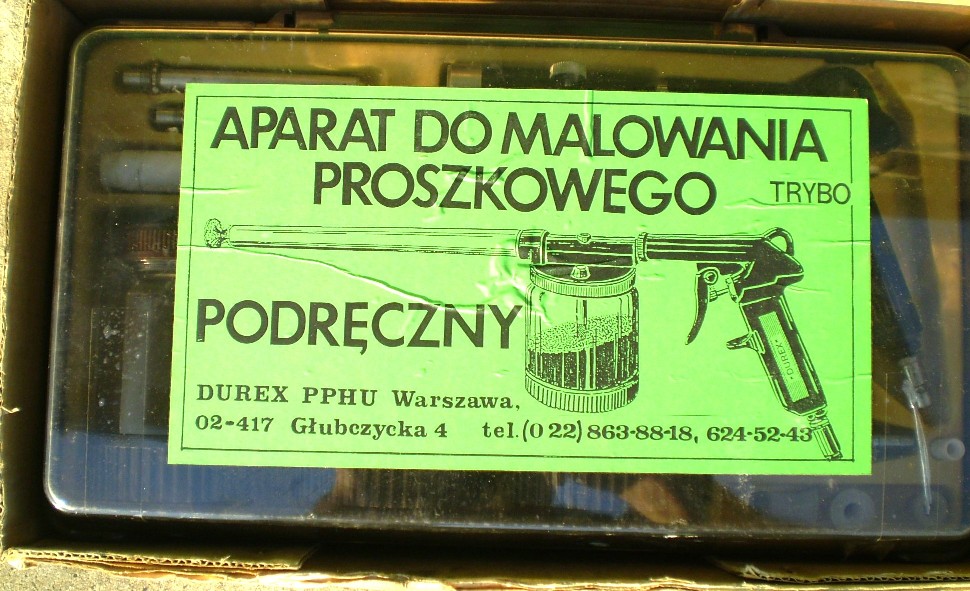 APARAT DO MALOWANIA
PROSZKOWEGO TRYBO
PODRĘCZNY
DUREX
DUREX PPHU Warszawa,
02-417 Głubczycka 4 tel.(0 22) 863-88-18, 624-52-43